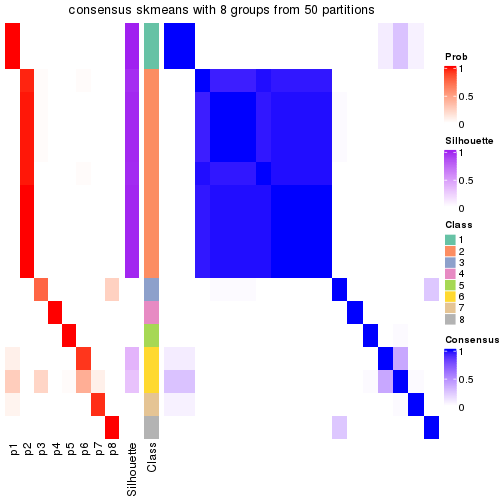 consensus skmeans with 8 groups from 50 partitions
Prob
1
0.5
0
Silhouette
1
0.5
0
Class
1
2
3
4
5
6
7
8
Consensus
1
0.5
0
p1
p2
p3
p4
p5
p6
p7
p8
Silhouette
Class